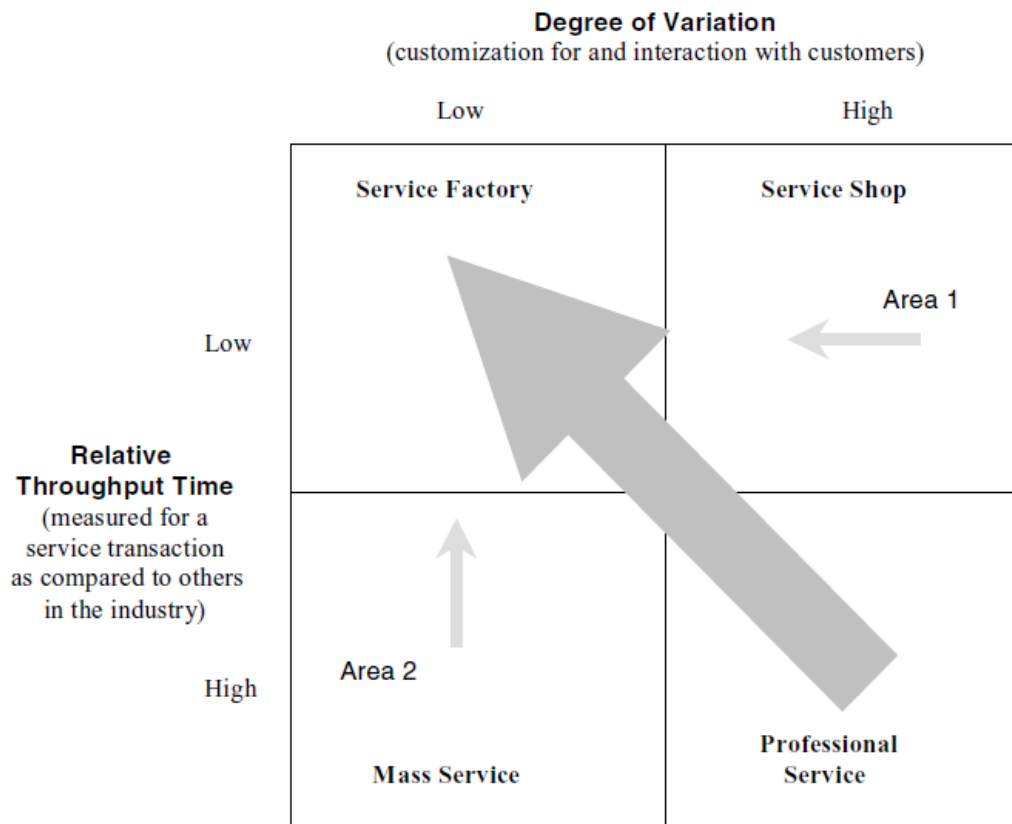 Degree of Variation
(customization for and interaction with customers)
Low
High
Service Factory
Service Shop
Area 1
Low
Relative
Throughput Time
(measured for a
service transaction
as compared to others
in the industry)
Area 2
High
Professional
Service
Mass Service